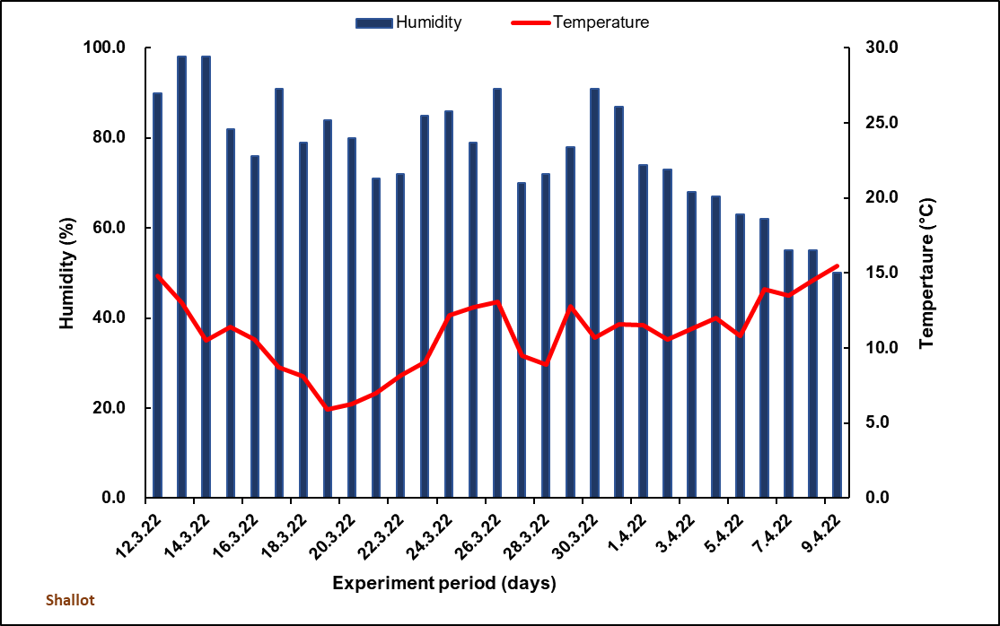 Humidity Temperature
100.0
80.0
60.0
40.0
20.0
0.0
Humidity (%)
30.0
25.0
20.0
15.0
10.0
5.0
0.0
Tempertaure (°C)
12.3.22 14.3.22 16.3.22 18.3.22 20.3.22 22.3.22 24.3.22 26.3.22 28.3.22 30.3.22 1.4.22 3.4.22 5.4.22 7.4.22 9.4.22
Experiment period (days)
Shallot